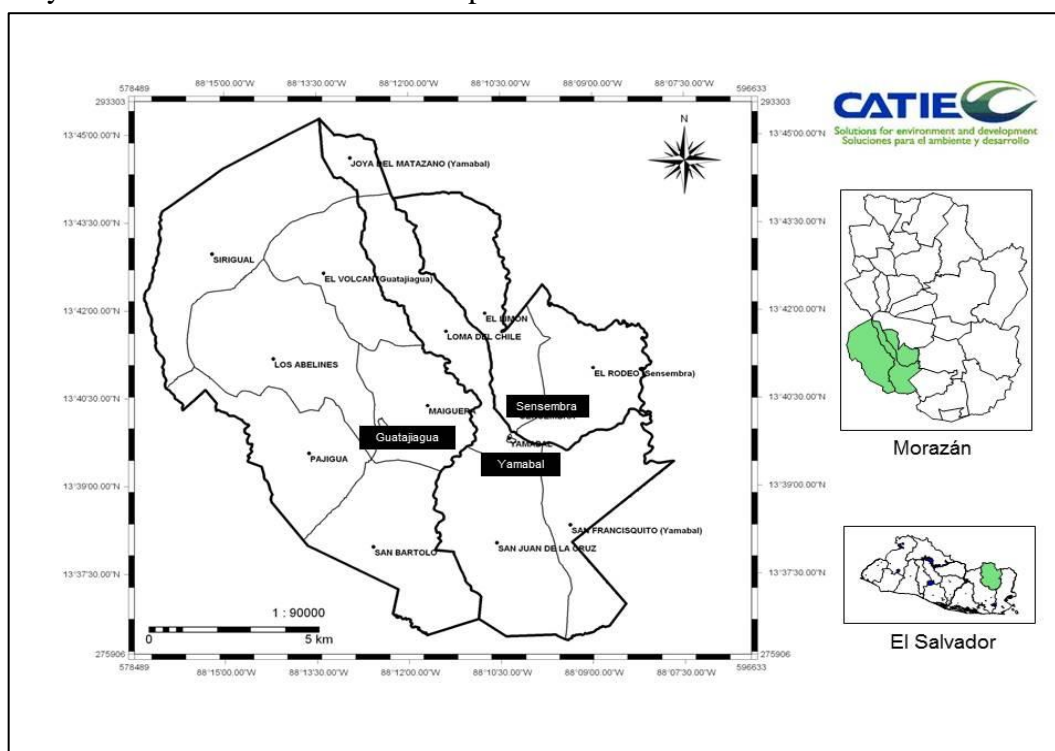 578489
88°15'00.00"W
88°13'30.00"W
88°12'00.00"W
88°10'30.00"W
88°09'00.00"W
88°07'30.00"W
596633
293303
293303
13°45'00.00"N
13°45'00.00"N
13°43'30.00"N
13°43'30.00"N
13°42'00.00"N
13°42'00.00"N
13°40'30.00"N
13°40'30.00"N
13°39'00.00"N
13°39'00.00"N
13°37'30.00"N
13°37'30.00"N
N
JOYA DEL MATAZANO (Yamabal)
SIRIGUAL
EL VOLCAN (Guatajiagua)
EL LIMON
LOMA DEL CHILE
LOS ABELINES
EL RODEO (Sensembra)
MAIGUERA
Sensembra
Guatajiagua
YAMABAL
PAJIGUA
Yamabal
SAN FRANCISQUITO (Yamabal)
SAN BARTOLO
SAN JUAN DE LA CRUZ
1 : 90000
0
5 km
275906
275906
578489
88°15'00.00"W
88°13'30.00"W
88°12'00.00"W
88°10'30.00"W
88°09'00.00"W
88°07'30.00"W
596633
CATIE
Solutions for environment and development
Soluciones para el ambiente y desarrollo
Morazán
El Salvador